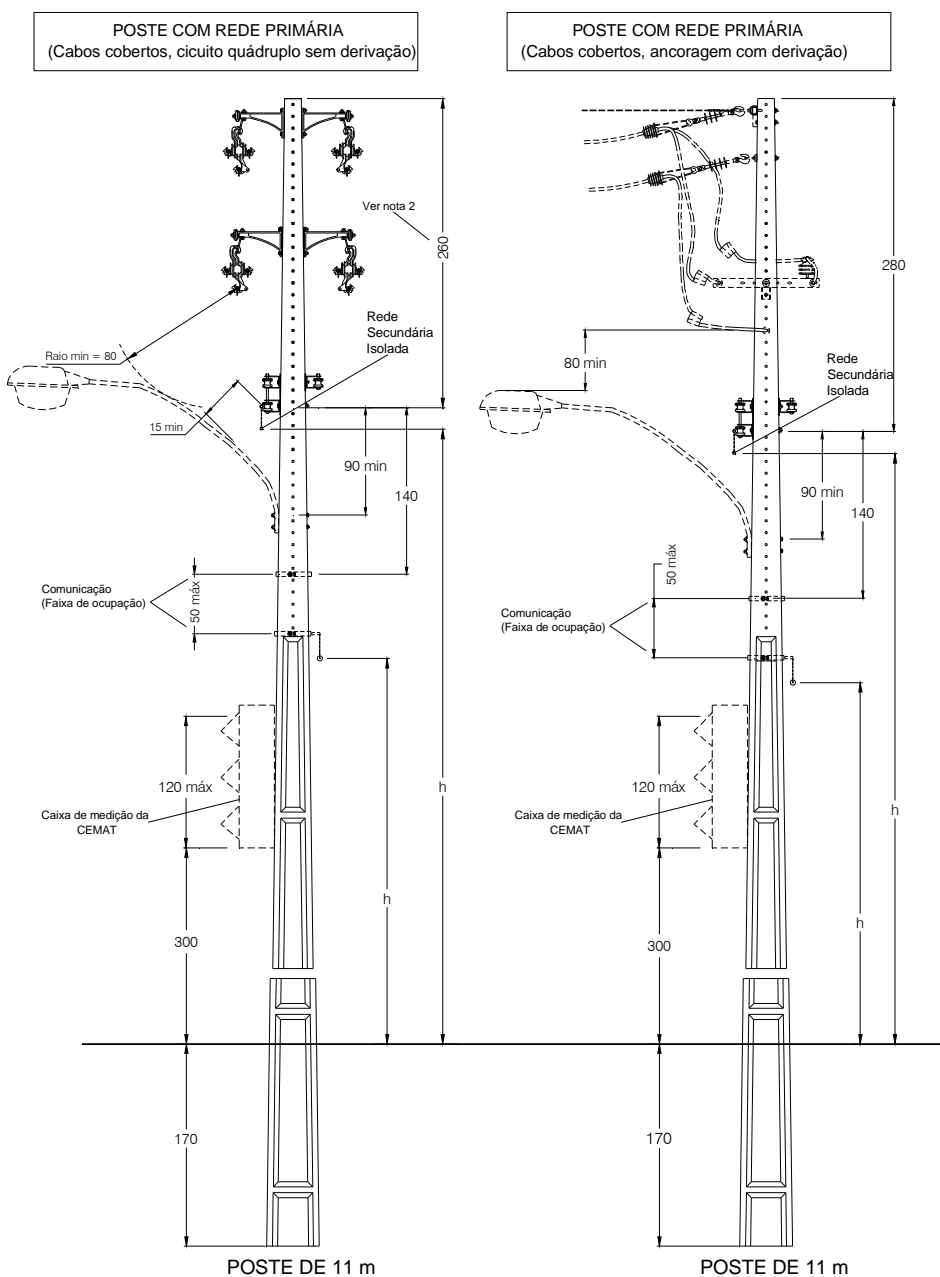 POSTE COM REDE PRIMÁRIA
(Cabos cobertos, cicuito quádruplo sem derivação)
Ver nota 2
260
Rede
Secundária
Isolada
Raio min = 80
15 min
90 min
140
Comunicação
(Faixa de ocupação)
50 máx
120 máx
Caixa de medição da
CEMAT
h
h
300
170
POSTE DE 11 m
POSTE COM REDE PRIMÁRIA
(Cabos cobertos, ancoragem com derivação)
280
80 min
Rede
Secundária
Isolada
90 min
140
50 máx
Comunicação
(Faixa de ocupação)
120 máx
Caixa de medição da
CEMAT
h
h
300
170
POSTE DE 11 m